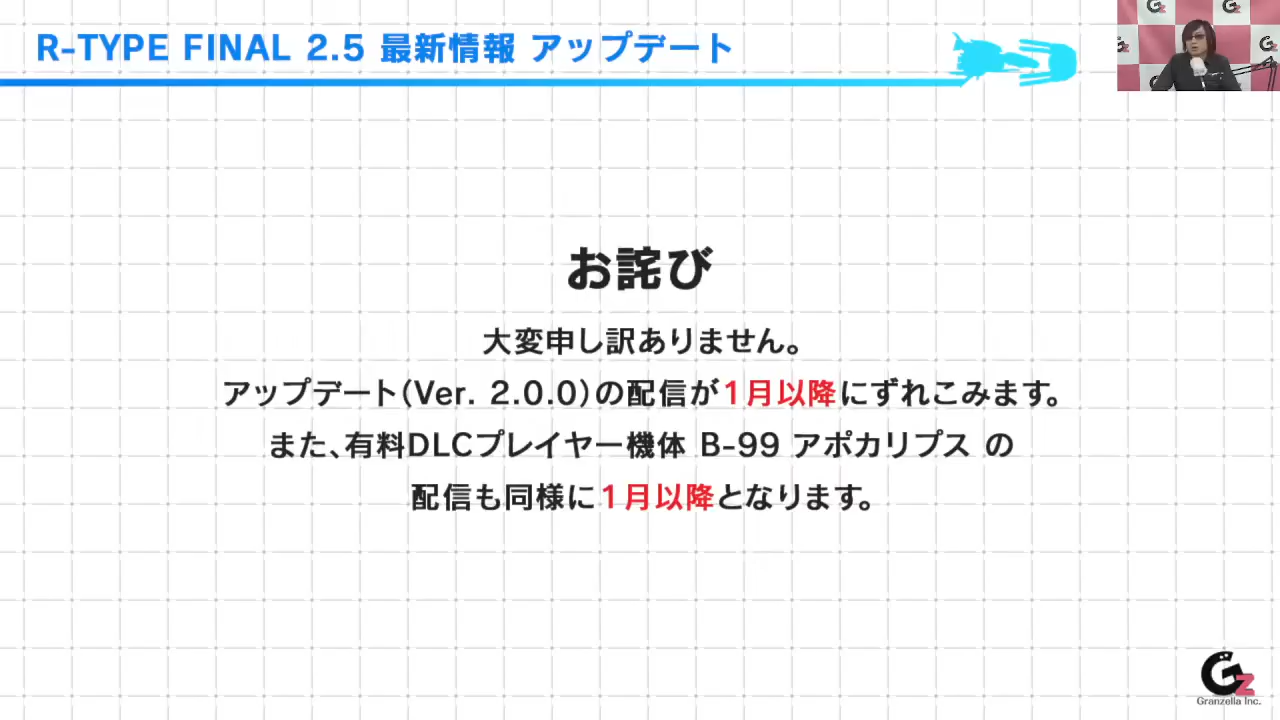 R-TYPE FINAL 2.5 最新情報 アップデート
お詫び
大変申し訳ありません。
アップデート(Ver. 2.0.0)の配信が1月以降にずれこみます。
また、有料DLCプレイヤー機体 B-99 アポカリプス の
配信も同様に1月以降となります。
Gz
Granzella Inc.